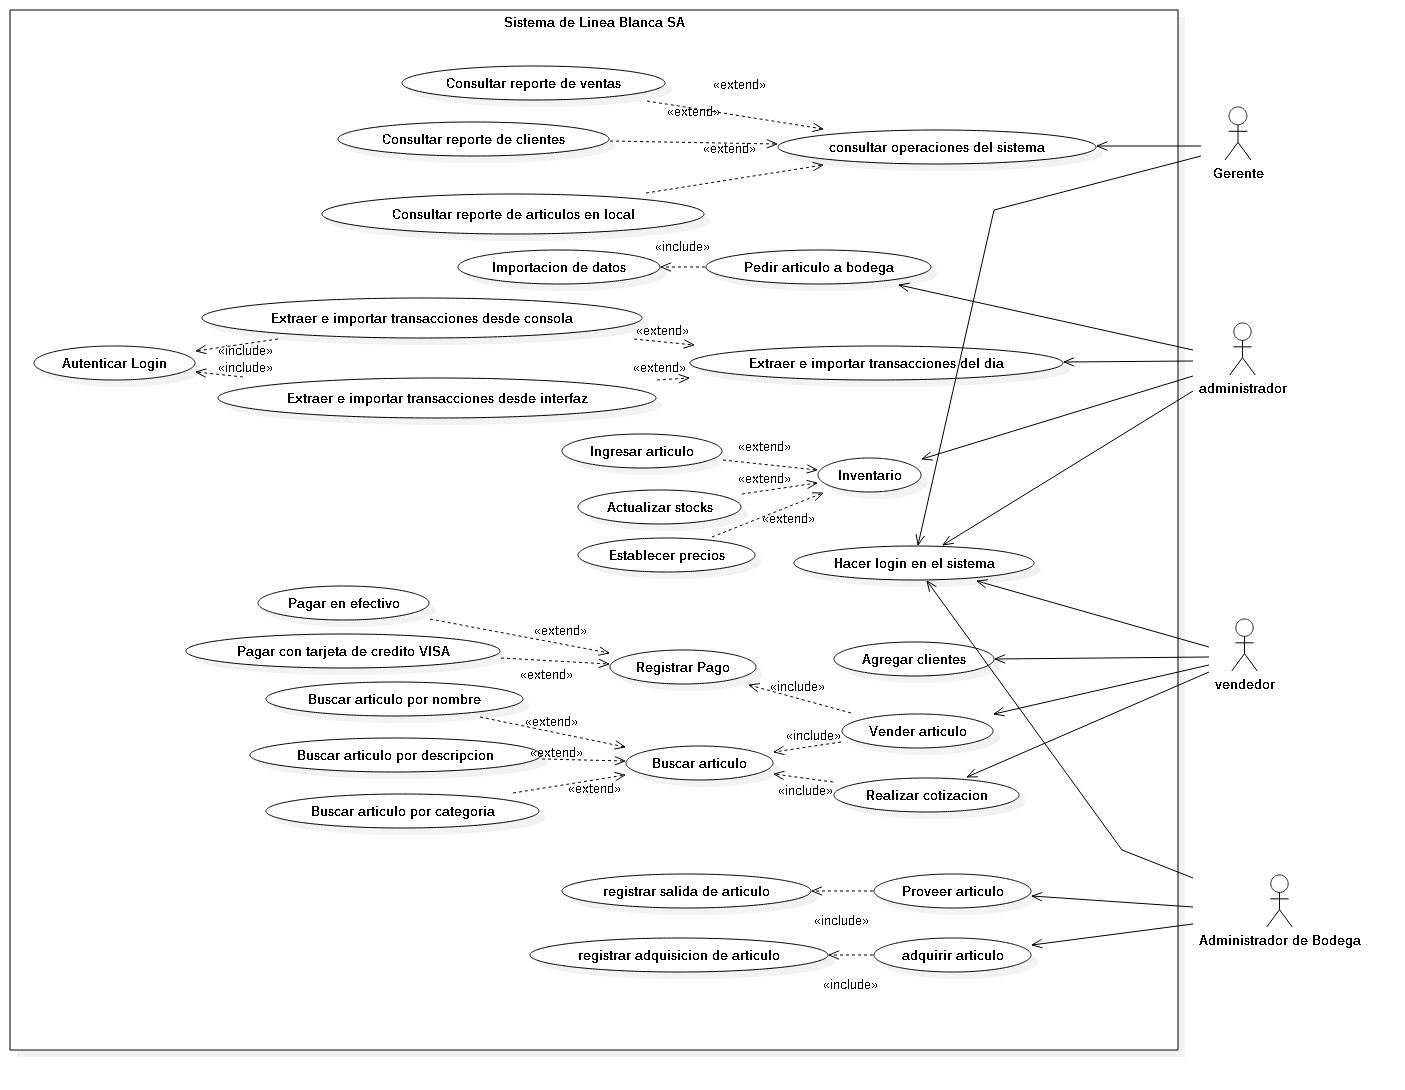 Sistema de Linea Blanca SA
Consultar reporte de ventas
«extend»
«extend»
Consultar reporte de clientes
«extend»
consultar operaciones del sistema
Gerente
Consultar reporte de articulos en local
«include»
Importacion de datos
Pedir articulo a bodega
Extraer e importar transacciones desde consola
«extend»
«include»
Autenticar Login
«include»
«extend»
Extraer e importar transacciones del dia
administrador
Extraer e importar transacciones desde interfaz
Ingresar articulo
«extend»
Inventario
«extend»
Actualizar stocks
«extend»
Establecer precios
Hacer login en el sistema
Pagar en efectivo
«extend»
Pagar con tarjeta de credito VISA
«extend»
Registrar Pago
Agregar clientes
vendedor
«include»
Buscar articulo por nombre
«extend»
Vender articulo
«include»
Buscar articulo por descripcion
«extend»
Buscar articulo
«extend»
«include»
Realizar cotizacion
Buscar articulo por categoria
registrar salida de articulo
Proveer articulo
«include»
Administrador de Bodega
registrar adquisicion de articulo
adquirir articulo
«include»